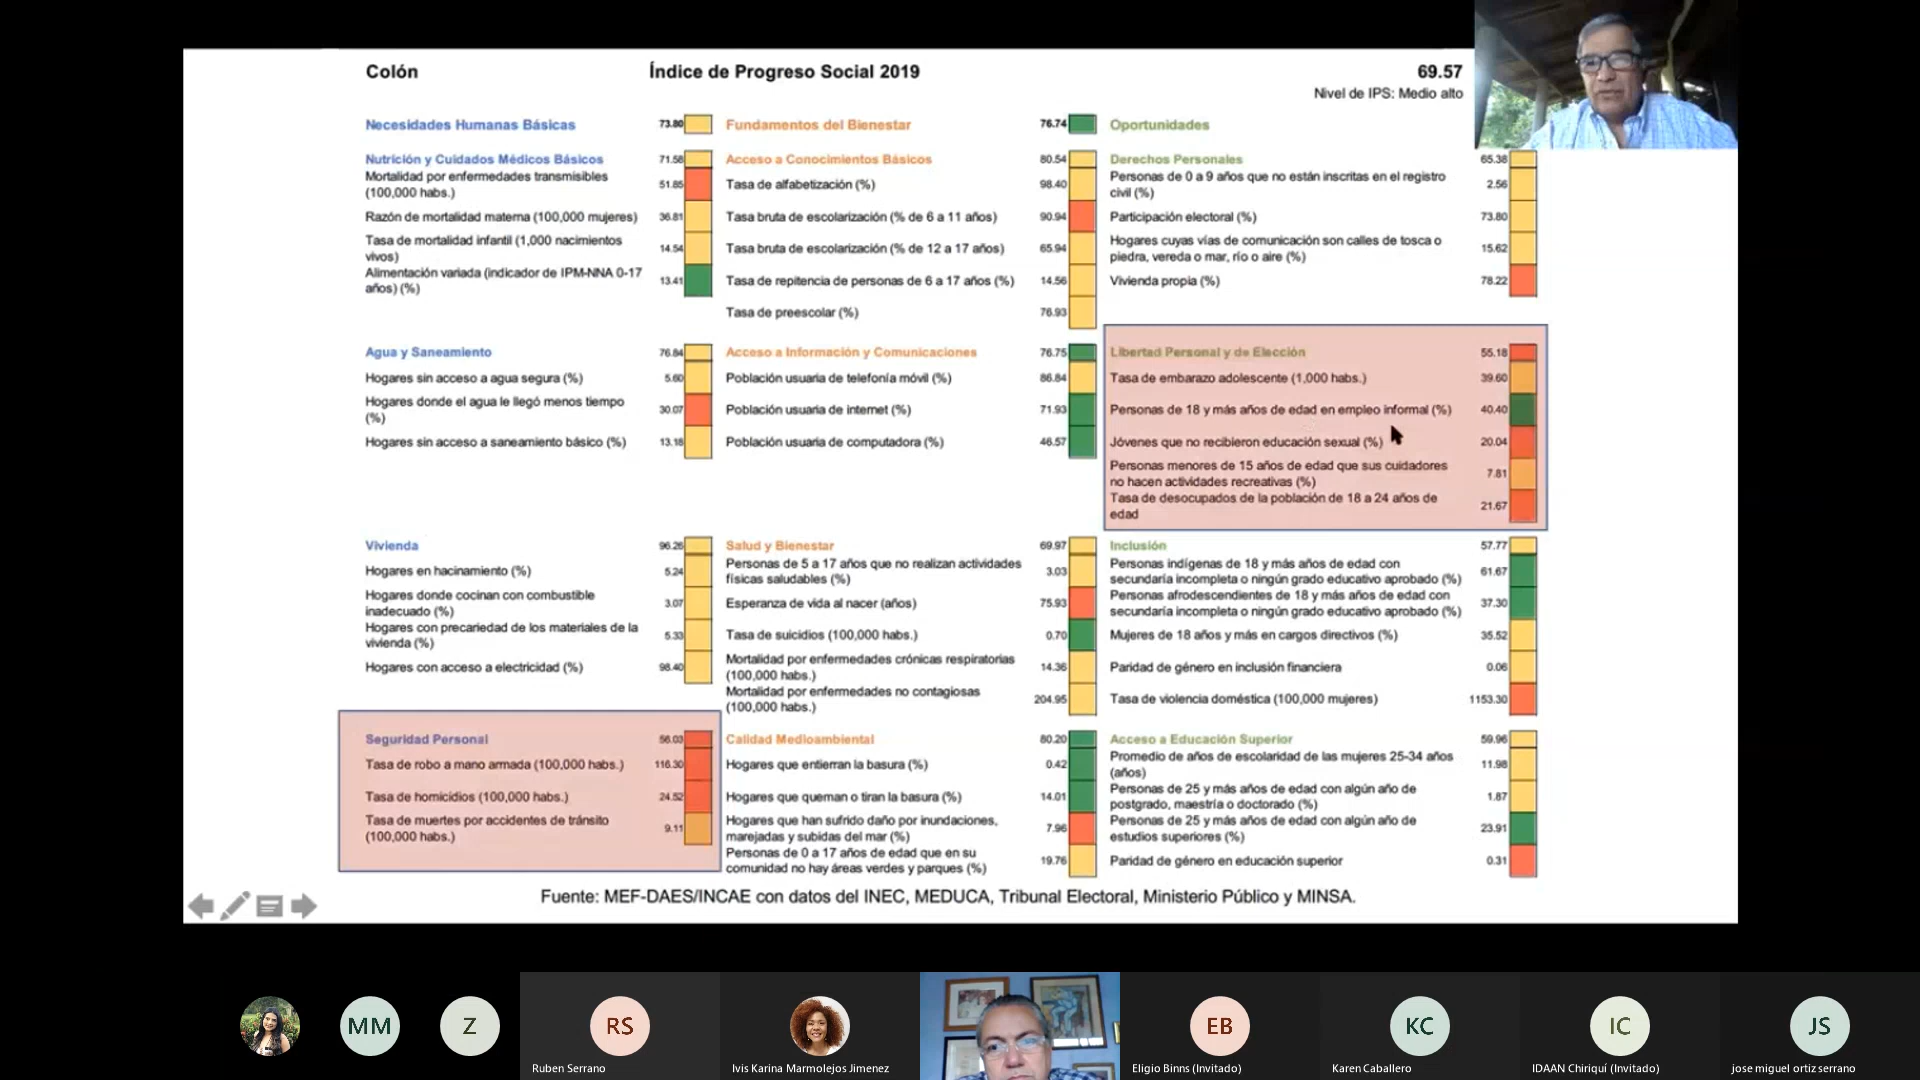 Colón
Índice de Progreso Social 2019
69.57
Nivel de IPS: Medio alto
Necesidades Humanas Básicas 73.80
Nutrición y Cuidados Médicos Básicos 71.58
Mortalidad por enfermedades transmisibles
(100,000 habs.) 51.85
Razón de mortalidad materna (100,000 mujeres) 36.81
Tasa de mortalidad infantil (1,000 nacimientos
vivos) 14.54
Alimentación variada (indicador de IPM-NNA 0-17
años) (%) 13.41
Agua y Saneamiento 76.84
Hogares sin acceso a agua segura (%) 5.60
Hogares donde el agua le llegó menos tiempo
(%) 30.07
Hogares sin acceso a saneamiento básico (%) 13.18
Vivienda 96.26
Hogares en hacinamiento (%) 5.24
Hogares donde cocinan con combustible
inadecuado (%) 3.07
Hogares con precariedad de los materiales de la
vivienda (%) 5.33
Hogares con acceso a electricidad (%) 98.40
Seguridad Personal 56.03
Tasa de robo a mano armada (100,000 habs.) 116.30
Tasa de homicidios (100,000 habs.) 24.52
Tasa de muertes por accidentes de tránsito
(100,000 habs.) 9.11
Fundamentos del Bienestar 76.74
Acceso a Conocimientos Básicos 80.54
Tasa de alfabetización (%) 98.40
Tasa bruta de escolarización (% de 6 a 11 años) 90.94
Tasa bruta de escolarización (% de 12 a 17 años) 65.94
Tasa de repitencia de personas de 6 a 17 años (%) 14.56
Tasa de preescolar (%) 76.93
Acceso a Información y Comunicaciones 76.75
Población usuaria de telefonía móvil (%) 86.84
Población usuaria de internet (%) 71.93
Población usuaria de computadora (%) 46.57
Salud y Bienestar 69.97
Personas de 5 a 17 años que no realizan actividades
físicas saludables (%) 3.03
Esperanza de vida al nacer (años) 75.93
Tasa de suicidios (100,000 habs.) 0.70
Mortalidad por enfermedades crónicas respiratorias
(100,000 habs.) 14.36
Mortalidad por enfermedades no contagiosas
(100,000 habs.) 204.95
Calidad Medioambiental 80.20
Hogares que entierran la basura (%) 0.42
Hogares que queman o tiran la basura (%) 14.01
Hogares que han sufrido daño por inundaciones,
marejadas y subidas del mar (%) 7.96
Personas de 0 a 17 años de edad que en su
comunidad no hay áreas verdes y parques (%) 19.76
Oportunidades
Derechos Personales 65.38
Personas de 0 a 9 años que no están inscritas en el registro
civil (%) 2.56
Participación electoral (%) 73.80
Hogares cuyas vías de comunicación son calles de tosca o
piedra, vereda o mar, río o aire (%) 15.62
Vivienda propia (%) 78.22
Libertad Personal y de Elección 55.18
Tasa de embarazo adolescente (1,000 habs.) 39.60
Personas de 18 y más años de edad en empleo informal (%) 40.40
Jóvenes que no recibieron educación sexual (%) 20.04
Personas menores de 15 años de edad que sus cuidadores
no hacen actividades recreativas (%) 7.81
Tasa de desocupados de la población de 18 a 24 años de
edad 21.67
Inclusión 57.77
Personas indígenas de 18 y más años de edad con
secundaría incompleta o ningún grado educativo aprobado (%) 61.67
Personas afrodescendientes de 18 y más años de edad con
secundaría incompleta o ningún grado educativo aprobado (%) 37.30
Mujeres de 18 años y más en cargos directivos (%) 35.52
Paridad de género en inclusión financiera 0.06
Tasa de violencia doméstica (100,000 mujeres) 1153.30
Acceso a Educación Superior 59.96
Promedio de años de escolaridad de las mujeres 25-34 años
(años) 11.98
Personas de 25 y más años de edad con algún año de
postgrado, maestría o doctorado (%) 1.87
Personas de 25 y más años de edad con algún año de
estudios superiores (%) 23.91
Paridad de género en educación superior 0.31
Fuente: MEF-DAES/INCAE con datos del INEC, MEDUCA, Tribunal Electoral, Ministerio Público y MINSA.
MM
Z
RS
EB
KC
IC
JS
Ruben Serrano
Ivis Karina Marmolejos Jimenez
Eligio Binns (Invitado)
Karen Caballero
IDAAN Chiriquí (Invitado)
jose miguel ortiz serrano